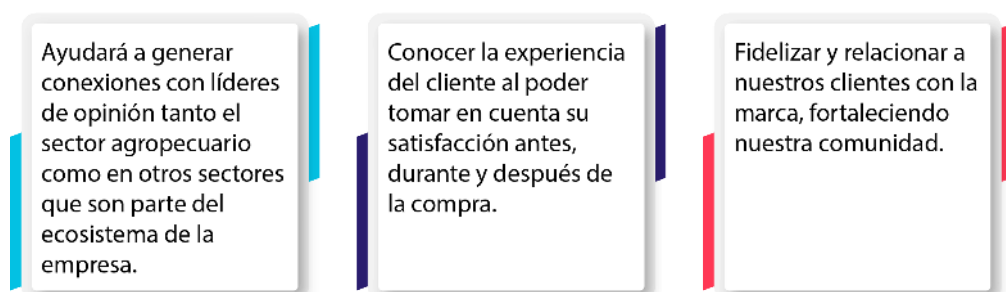 Ayudará a generar
conexiones con líderes
de opinión tanto el
sector agropecuario
como en otros sectores
que son parte del
ecosistema de la
empresa.
Conocer la experiencia
del cliente al poder
tomar en cuenta su
satisfacción antes,
durante y después de
la compra.
Fidelizar y relacionar a
nuestros clientes con la
marca, fortaleciendo
nuestra comunidad.